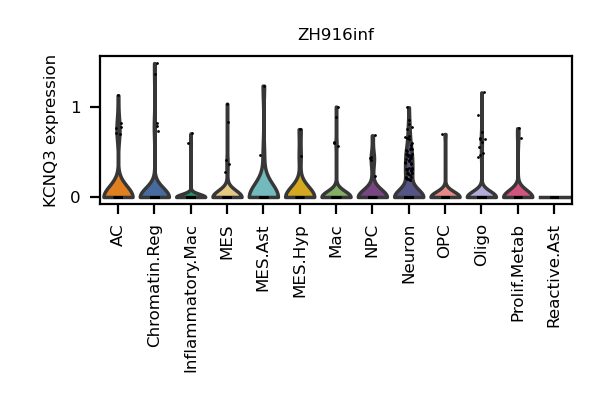 ZH916inf
KCNQ3 expression
1
0
AC
Chromatin.Reg
Inflammatory.Mac
MES
MES.Ast
MES.Hyp
Mac
NPC
Neuron
OPC
Oligo
Prolif.Metab
Reactive.Ast